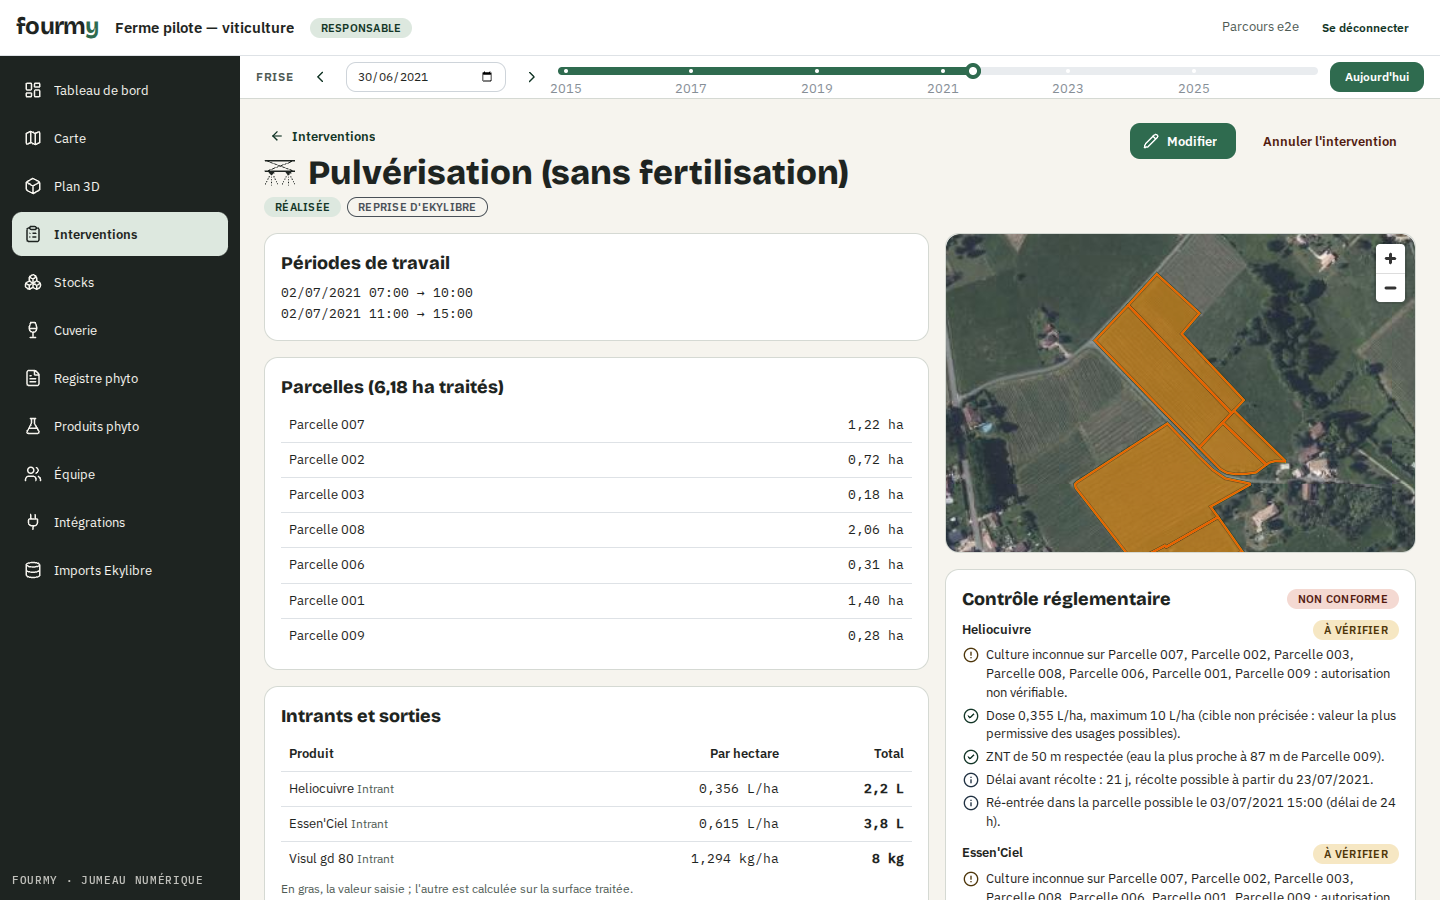 fourmy
Ferme pilote — viticulture
RESPONSABLE
Parcours e2e
Se déconnecter
FRISE
30/06/2021
2015
2017
2019
2021
2023
2025
Aujourd'hui
Tableau de bord
Carte
Plan 3D
Interventions
Stocks
Cuverie
Registre phyto
Produits phyto
Équipe
Intégrations
Imports Ekylibre
FOURMY · JUMEAU NUMÉRIQUE
Interventions
Modifier
Annuler l'intervention
Pulvérisation (sans fertilisation)
RÉALISÉE
REPRISE D'EKYLIBRE
Périodes de travail
02/07/2021 07:00 → 10:00
02/07/2021 11:00 → 15:00
Parcelles (6,18 ha traités)
Parcelle 007 1,22 ha
Parcelle 002 0,72 ha
Parcelle 003 0,18 ha
Parcelle 008 2,06 ha
Parcelle 006 0,31 ha
Parcelle 001 1,40 ha
Parcelle 009 0,28 ha
Intrants et sorties
Produit Par hectare Total
Heliocuivre Intrant 0,356 L/ha 2,2 L
Essen'Ciel Intrant 0,615 L/ha 3,8 L
Visul gd 80 Intrant 1,294 kg/ha 8 kg
En gras, la valeur saisie ; l'autre est calculée sur la surface traitée.
Contrôle réglementaire
NON CONFORME
Heliocuivre
À VÉRIFIER
Culture inconnue sur Parcelle 007, Parcelle 002, Parcelle 003,
Parcelle 008, Parcelle 006, Parcelle 001, Parcelle 009 : autorisation
non vérifiable.
Dose 0,355 L/ha, maximum 10 L/ha (cible non précisée : valeur la plus
permissive des usages possibles).
ZNT de 50 m respectée (eau la plus proche à 87 m de Parcelle 009).
Délai avant récolte : 21 j, récolte possible à partir du 23/07/2021.
Ré-entrée dans la parcelle possible le 03/07/2021 15:00 (délai de 24
h).
Essen'Ciel
À VÉRIFIER
Culture inconnue sur Parcelle 007, Parcelle 002, Parcelle 003,
Parcelle 008, Parcelle 006, Parcelle 001, Parcelle 009 : autorisation